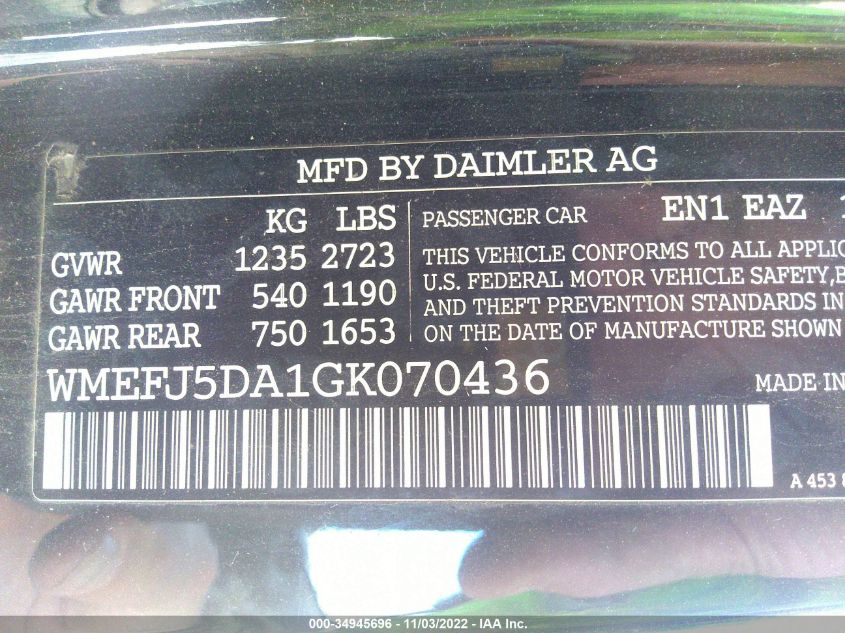 MFD BY DAIMLER AG
KG LBS
GVWR 1235 2723
GAWR FRONT 540 1190
GAWR REAR 750 1653
PASSENGER CAR EN1 EAZ
THIS VEHICLE CONFORMS TO ALL APPLIC
U.S. FEDERAL MOTOR VEHICLE SAFETY, B
AND THEFT PREVENTION STANDARDS IN
ON THE DATE OF MANUFACTURE SHOWN
WMEFJ5DA1GK070436
MADE IN
A 453 8
000-34945696 - 11/03/2022 - IAA Inc.